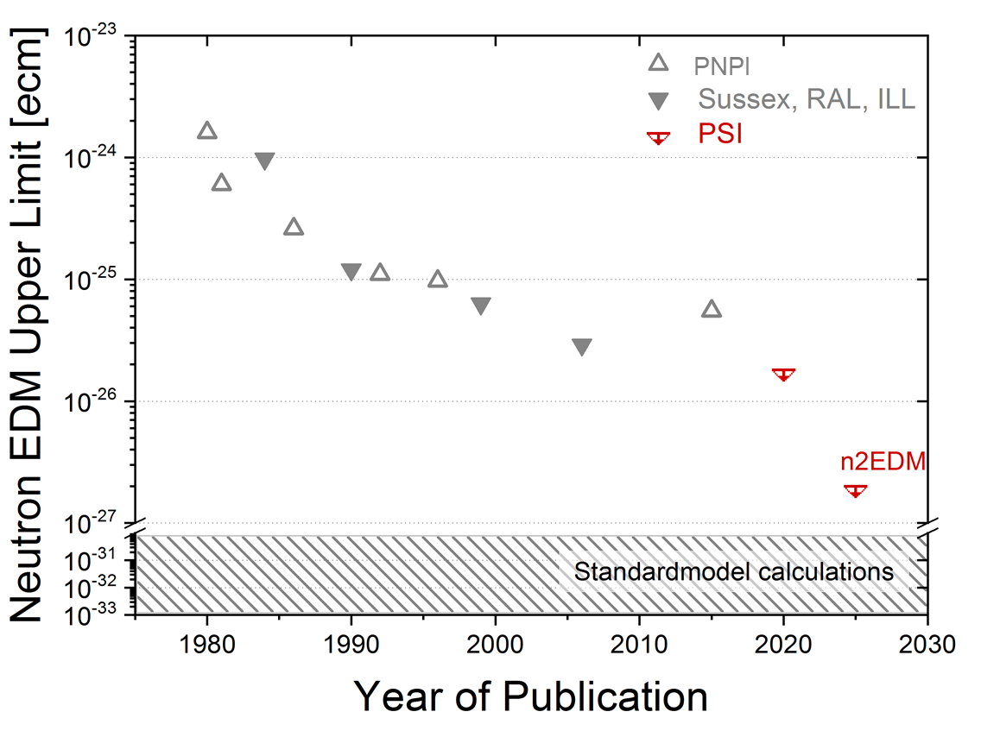 Neutron EDM Upper Limit [ecm]
10-23
10-24
10-25
10-26
10-27
10-31
10-32
10-33
PNPI
Sussex, RAL, ILL
PSI
n2EDM
Standardmodel calculations
1980 1990 2000 2010 2020 2030
Year of Publication